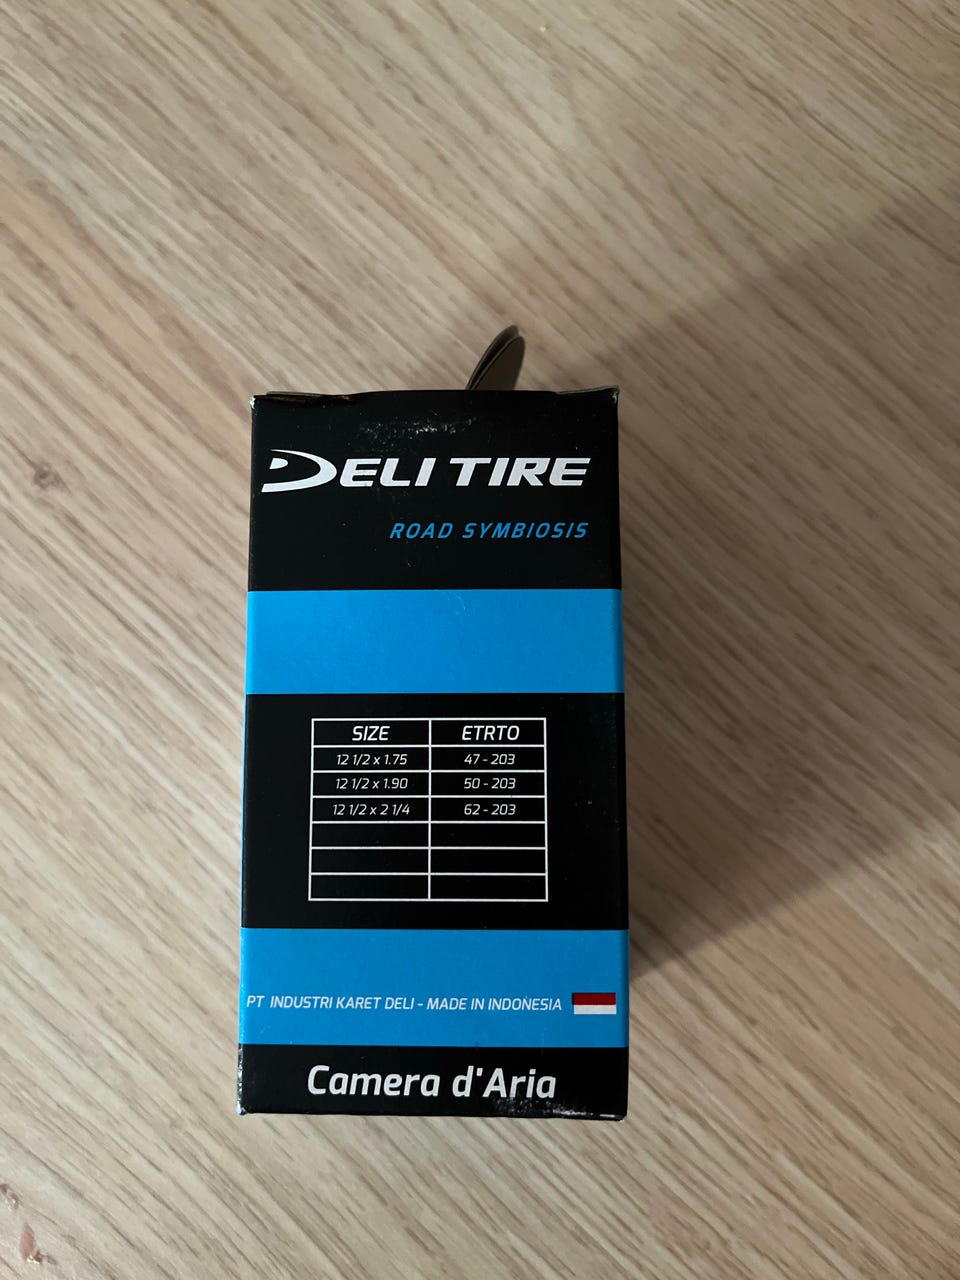 DELI TIRE
ROAD SYMBIOSIS
SIZE ETRTO
12 1/2 x 1.75 47 - 203
12 1/2 x 1.90 50 - 203
12 1/2 x 2 1/4 62 - 203
PT INDUSTRI KARET DELI - MADE IN INDONESIA
Camera d'Aria